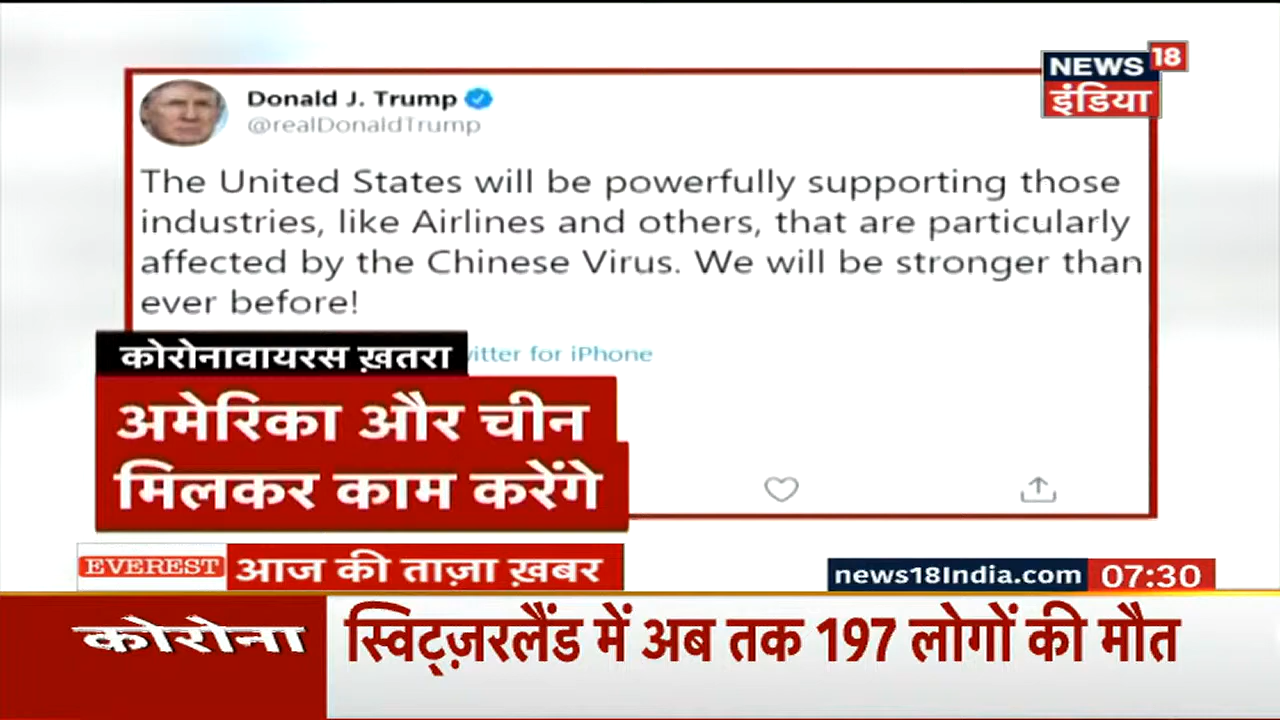 NEWS 18
इंडिया
Donald J. Trump
@realDonaldTrump
The United States will be powerfully supporting those
industries, like Airlines and others, that are particularly
affected by the Chinese Virus. We will be stronger than
ever before!
कोरोनावायरस ख़तरा
itter for iPhone
अमेरिका और चीन
मिलकर काम करेंगे
EVEREST आज की ताज़ा ख़बर
news18India.com 07:30
कोरोना स्विट्ज़रलैंड में अब तक 197 लोगों की मौत